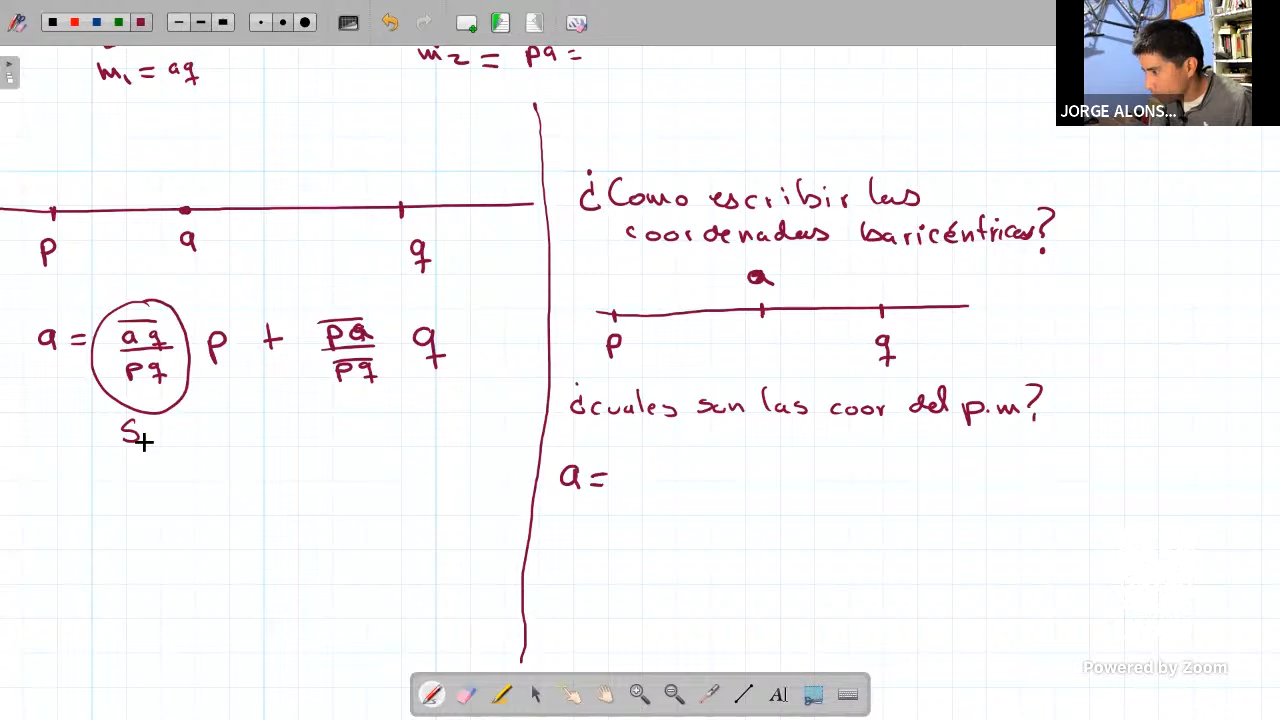 m₁ = aq
m₂ = pa =
p a q
a = aq/pq p + pa/pq q
S
¿Como escribir las
coordenadas baricéntricas?
a
p q
¿cuales son las coor del p.m?
a =
JORGE ALONS...
AI
Powered by Zoom